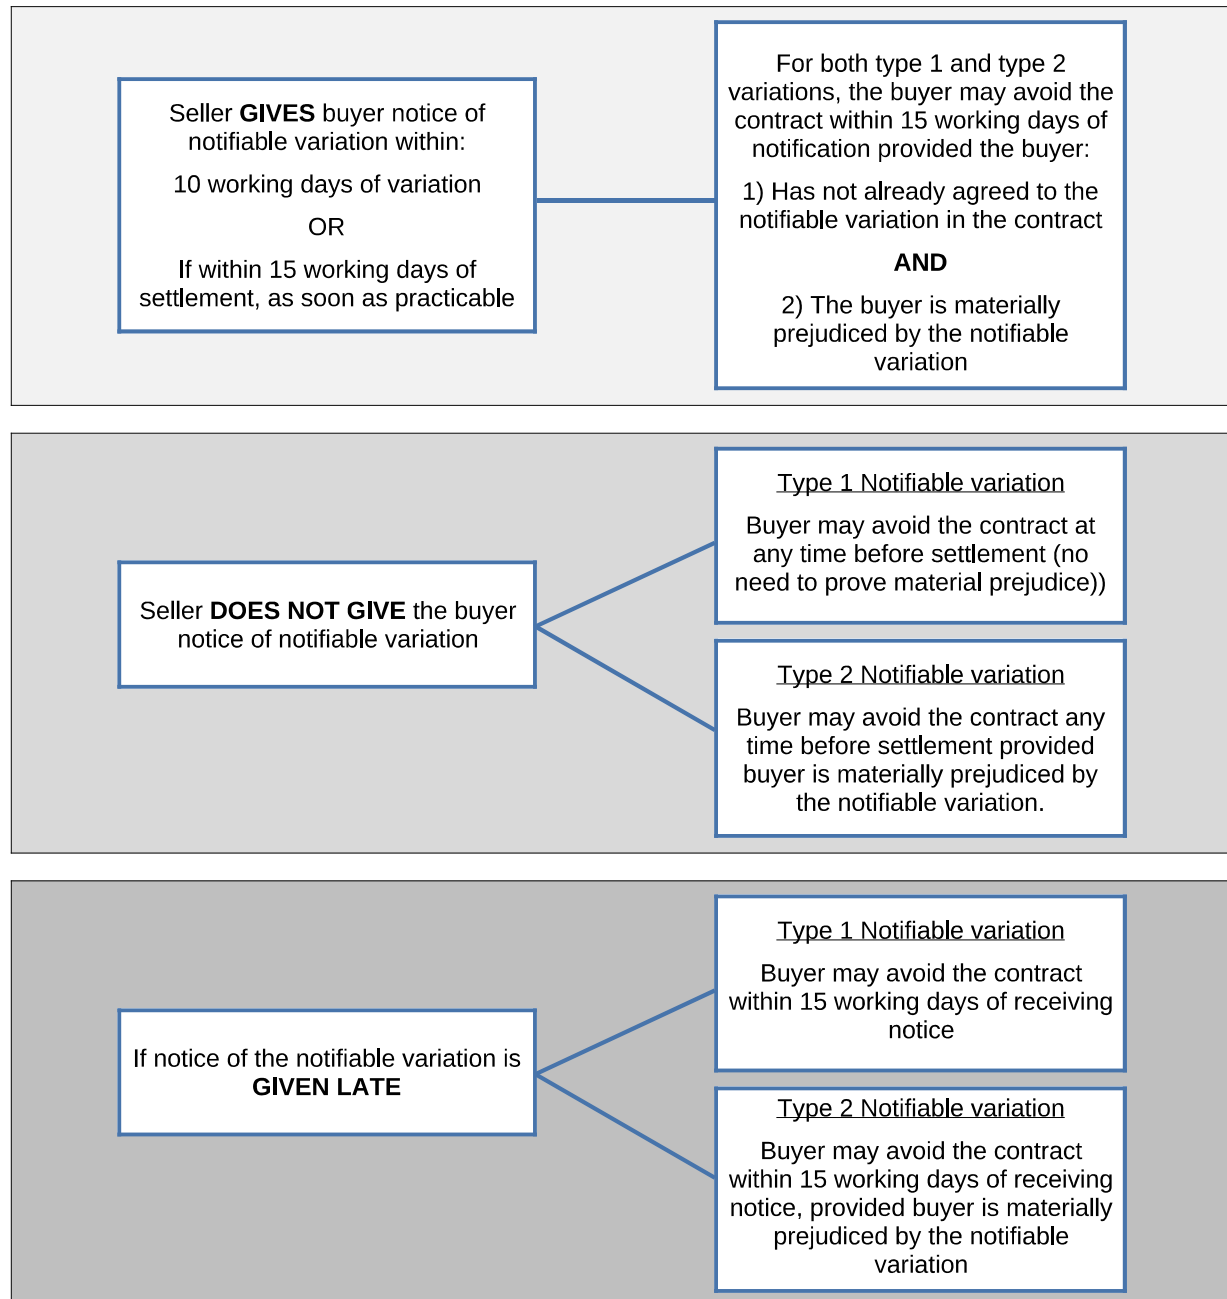 Seller GIVES buyer notice of
notifiable variation within:
10 working days of variation
OR
If within 15 working days of
settlement, as soon as practicable
For both type 1 and type 2
variations, the buyer may avoid the
contract within 15 working days of
notification provided the buyer:
1) Has not already agreed to the
notifiable variation in the contract
AND
2) The buyer is materially
prejudiced by the notifiable
variation
Seller DOES NOT GIVE the buyer
notice of notifiable variation
Type 1 Notifiable variation
Buyer may avoid the contract at
any time before settlement (no
need to prove material prejudice))
Type 2 Notifiable variation
Buyer may avoid the contract any
time before settlement provided
buyer is materially prejudiced by
the notifiable variation.
If notice of the notifiable variation is
GIVEN LATE
Type 1 Notifiable variation
Buyer may avoid the contract
within 15 working days of receiving
notice
Type 2 Notifiable variation
Buyer may avoid the contract
within 15 working days of receiving
notice, provided buyer is materially
prejudiced by the notifiable
variation